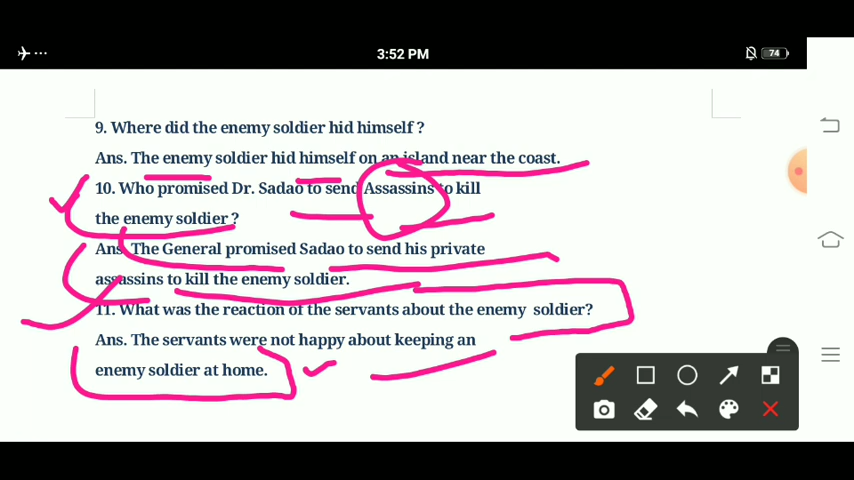 3:52 PM
74
9. Where did the enemy soldier hid himself ?
Ans. The enemy soldier hid himself on an island near the coast.
10. Who promised Dr. Sadao to send Assassins to kill
the enemy soldier ?
Ans. The General promised Sadao to send his private
assassins to kill the enemy soldier.
11. What was the reaction of the servants about the enemy soldier?
Ans. The servants were not happy about keeping an
enemy soldier at home.